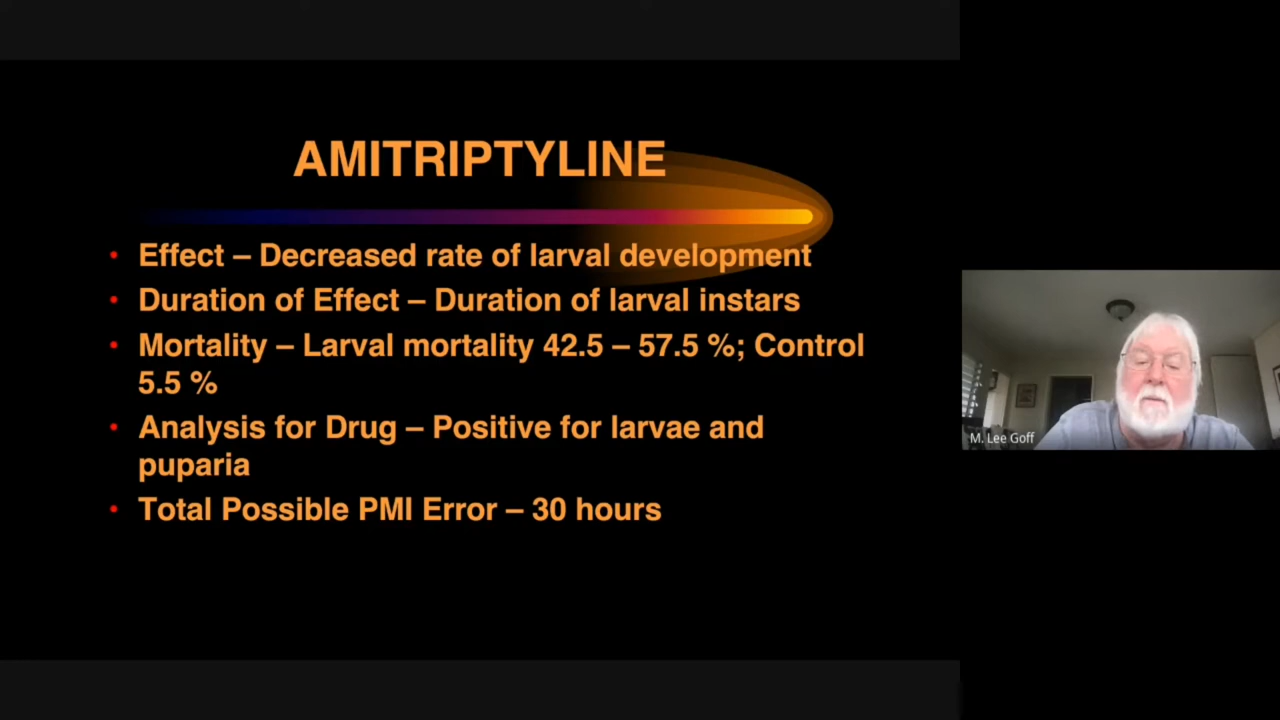 AMITRIPTYLINE
• Effect – Decreased rate of larval development
• Duration of Effect – Duration of larval instars
• Mortality – Larval mortality 42.5 – 57.5 %; Control
5.5 %
• Analysis for Drug – Positive for larvae and
puparia
• Total Possible PMI Error – 30 hours
M. Lee Goff